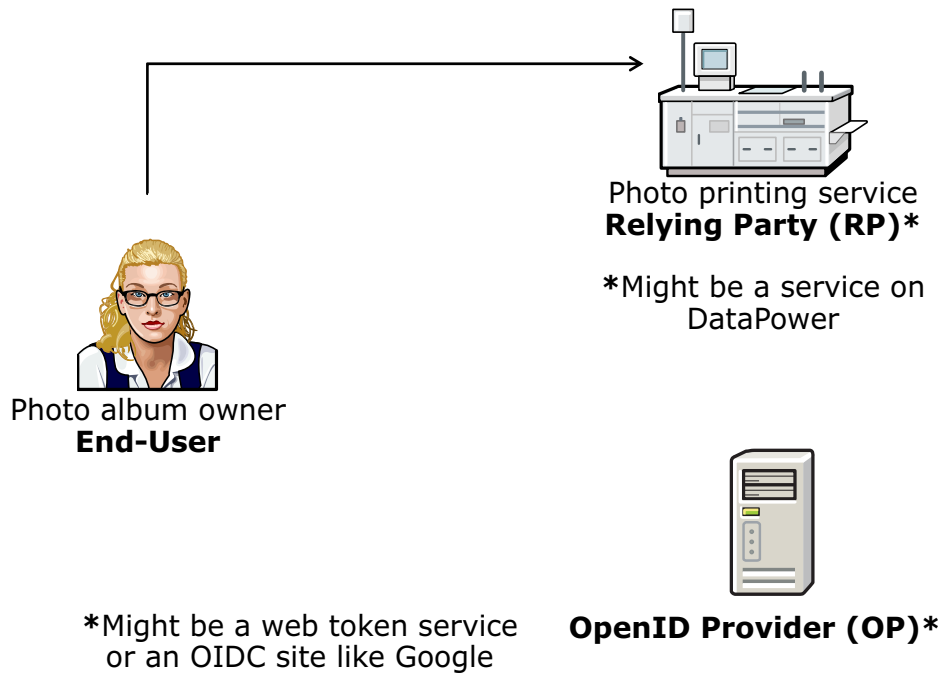 Photo printing service
Relying Party (RP)*
*Might be a service on
DataPower
Photo album owner
End-User
OpenID Provider (OP)*
*Might be a web token service
or an OIDC site like Google